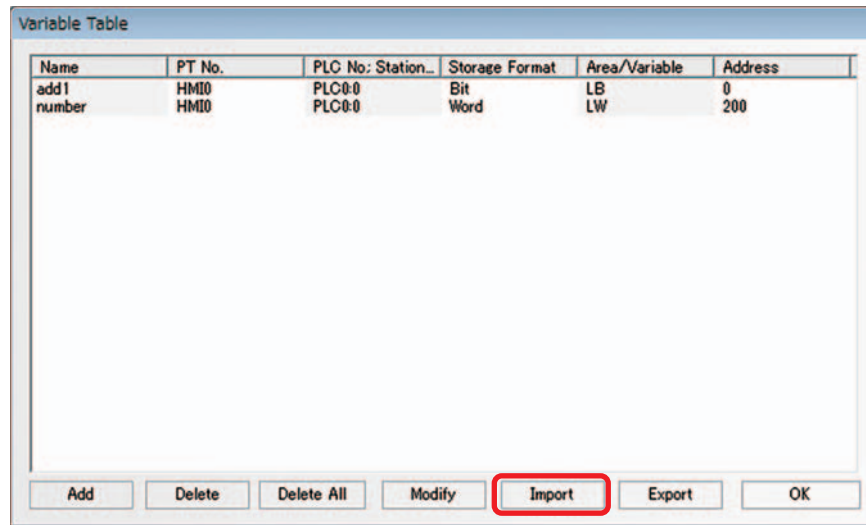 Variable Table
Name PT No. PLC No: Station... Storage Format Area/Variable Address
add1 HMI0 PLC0:0 Bit LB 0
number HMI0 PLC0:0 Word LW 200
Add Delete Delete All Modify Import Export OK